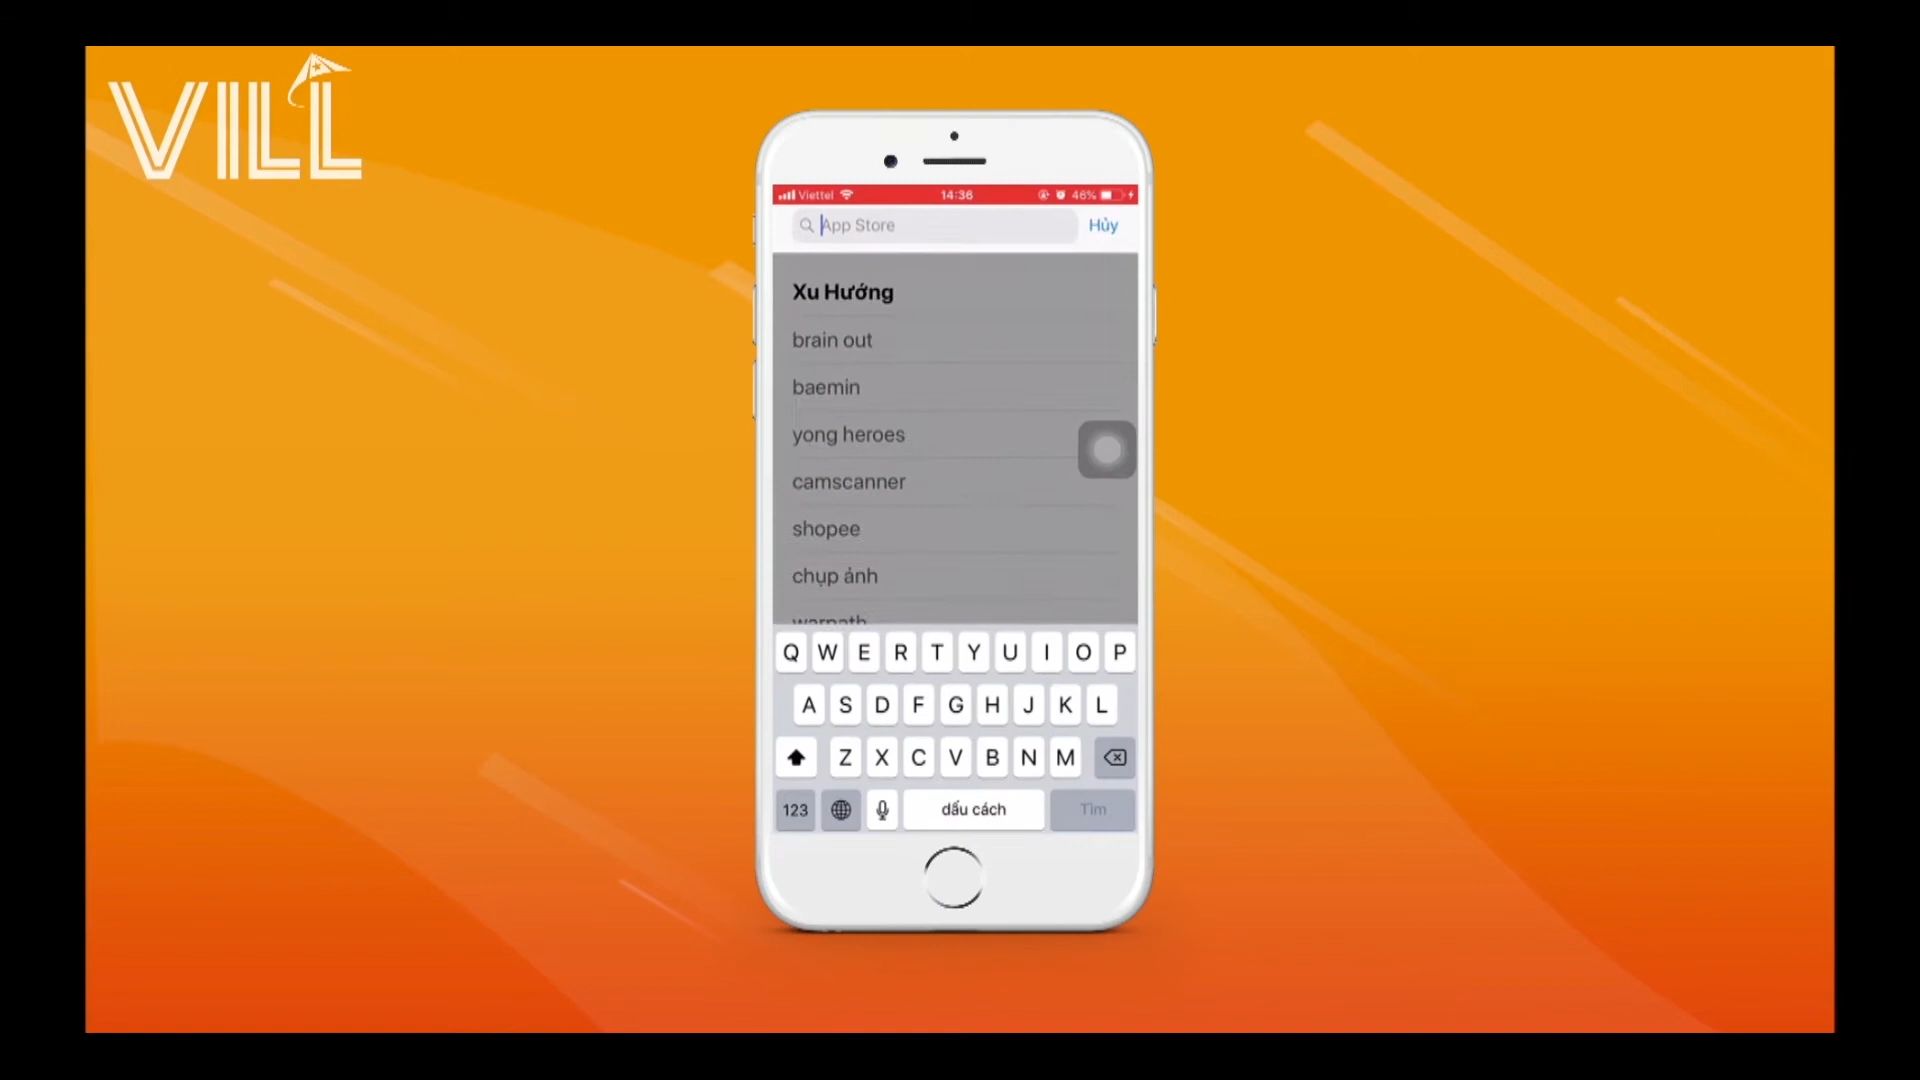 VILL
Viettel 14:36 46%
App Store Hủy
Xu Hướng
brain out
baemin
yong heroes
camscanner
shopee
chụp ảnh
warpath
Q W E R T Y U I O P
A S D F G H J K L
Z X C V B N M
123 dấu cách Tìm